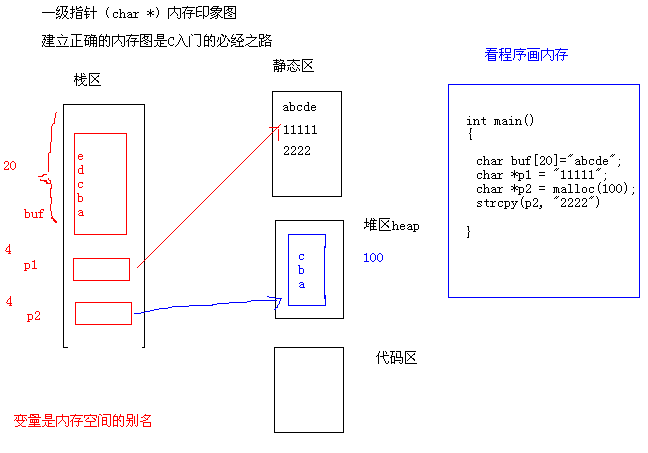 一级指针（char *）内存印象图
建立正确的内存图是C入门的必经之路
看程序画内存
栈区
静态区
abcde
11111
2222
int main()
{
char buf[20]="abcde";
char *p1 = "11111";
char *p2 = malloc(100);
strcpy(p2, "2222")
}
20
e
d
c
b
a
buf
4
p1
4
p2
堆区heap
100
c
b
a
代码区
变量是内存空间的别名